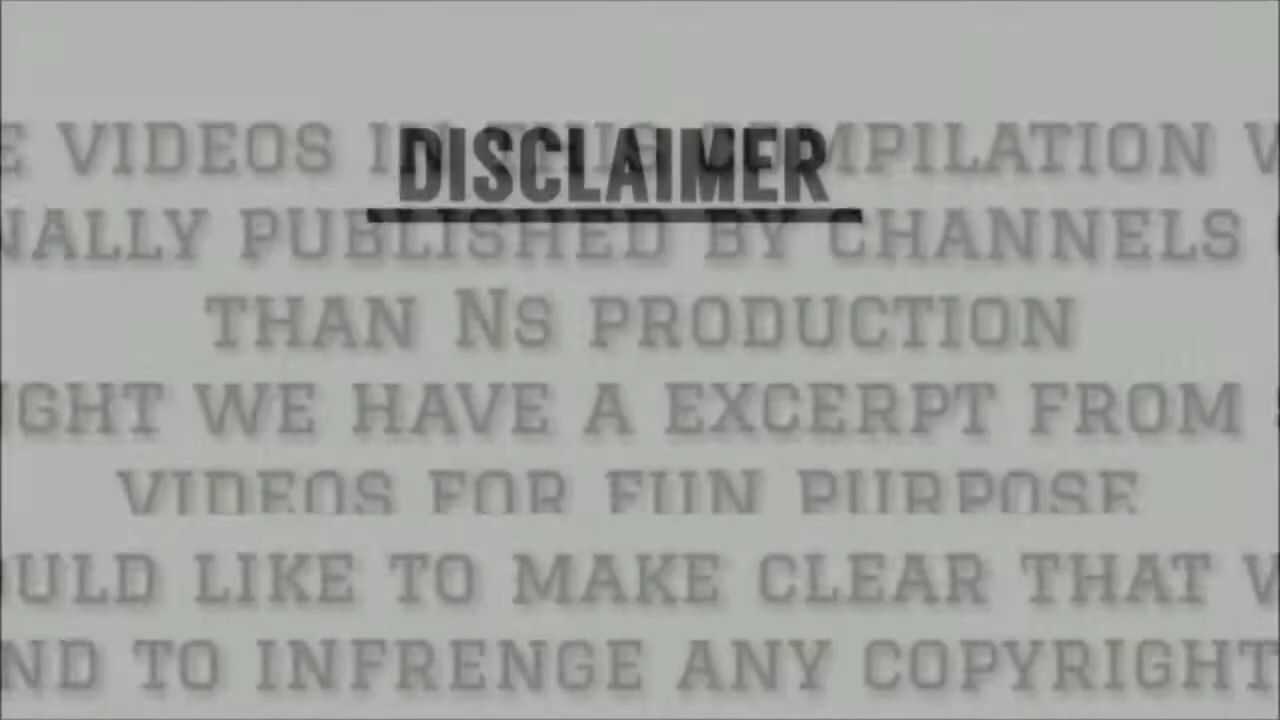 DISCLAIMER
E VIDEOS IN THIS COMPILATION
NALLY PUBLISHED BY CHANNELS
THAN NS PRODUCTION
GHT WE HAVE A EXCERPT FROM
VIDEOS FOR FUN PURPOSE
OULD LIKE TO MAKE CLEAR THAT
ND TO INFRENGE ANY COPYRIGHT